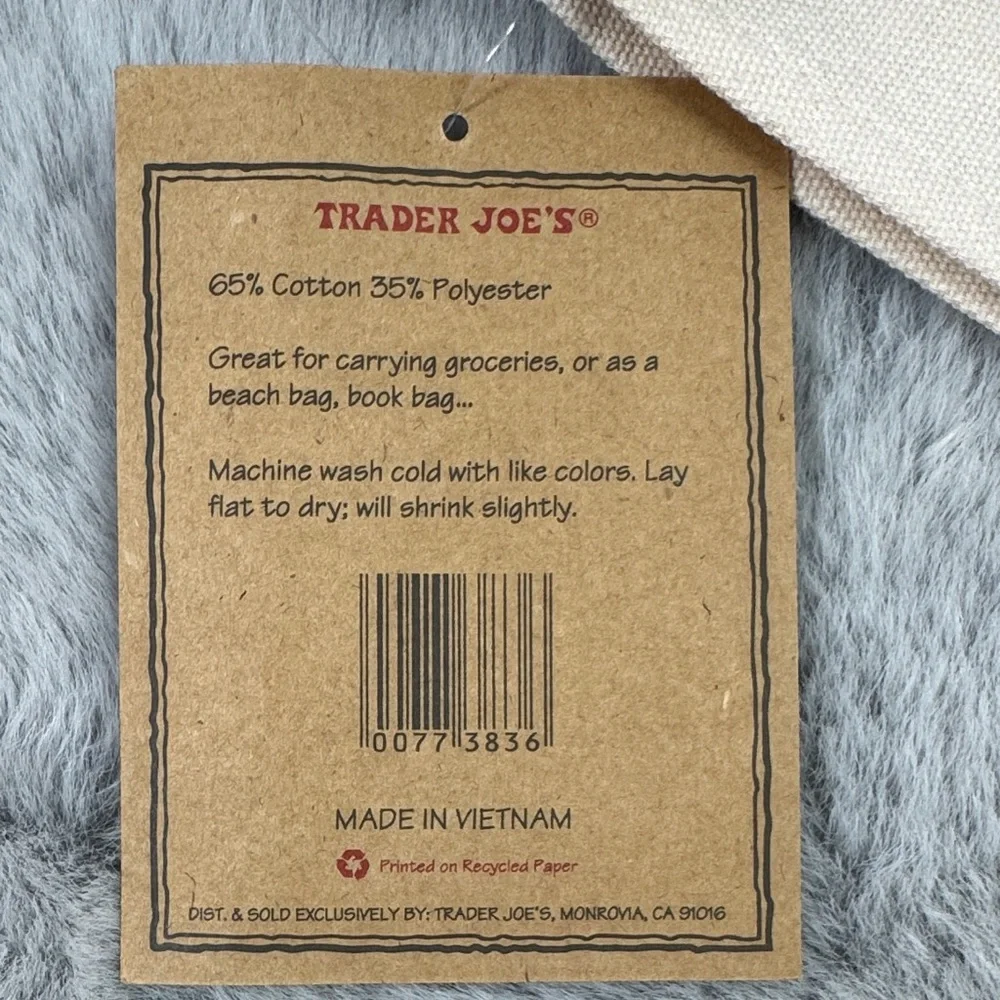 TRADER JOE'S®
65% Cotton 35% Polyester
Great for carrying groceries, or as a
beach bag, book bag...
Machine wash cold with like colors. Lay
flat to dry; will shrink slightly.
0077 3836
MADE IN VIETNAM
Printed on Recycled Paper
DIST. & SOLD EXCLUSIVELY BY: TRADER JOE'S, MONROVIA, CA 91016